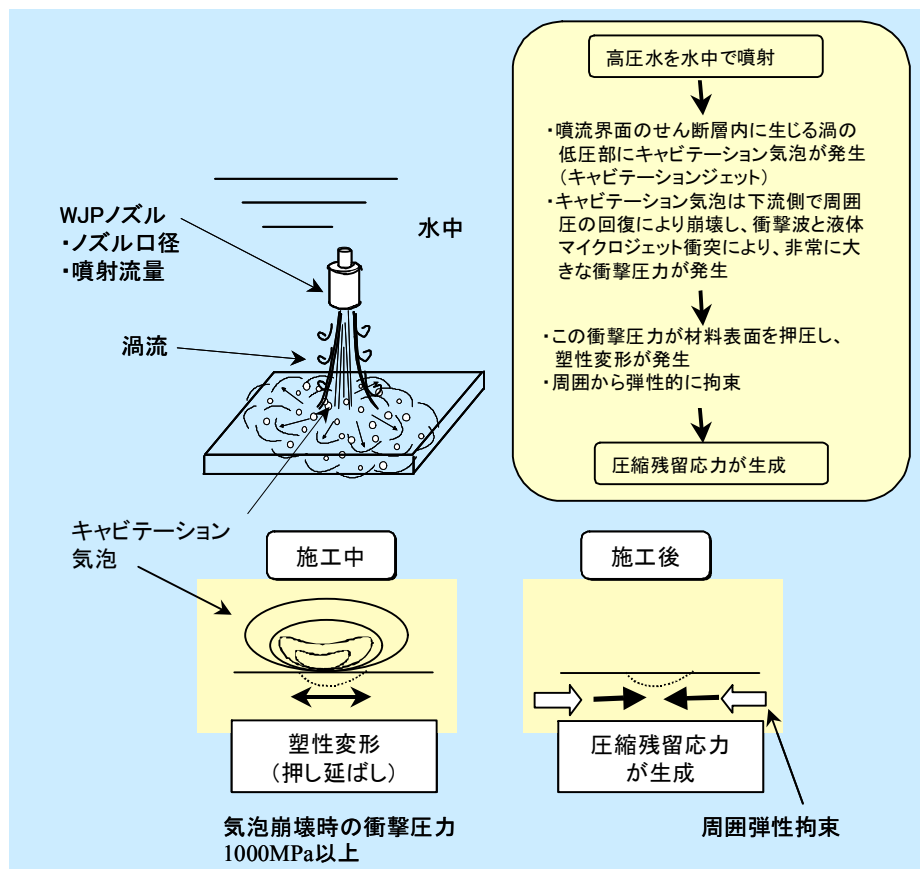 高圧水を水中で噴射
・噴流界面のせん断層内に生じる渦の
低圧部にキャビテーション気泡が発生
（キャビテーションジェット）
・キャビテーション気泡は下流側で周囲
圧の回復により崩壊し、衝撃波と液体
マイクロジェット衝突により、非常に大
きな衝撃圧力が発生
・この衝撃圧力が材料表面を押圧し、
塑性変形が発生
・周囲から弾性的に拘束
圧縮残留応力が生成
WJPノズル
・ノズル口径
・噴射流量
水中
渦流
キャビテーション
気泡
施工中
塑性変形
（押し延ばし）
気泡崩壊時の衝撃圧力
1000MPa以上
施工後
圧縮残留応力
が生成
周囲弾性拘束